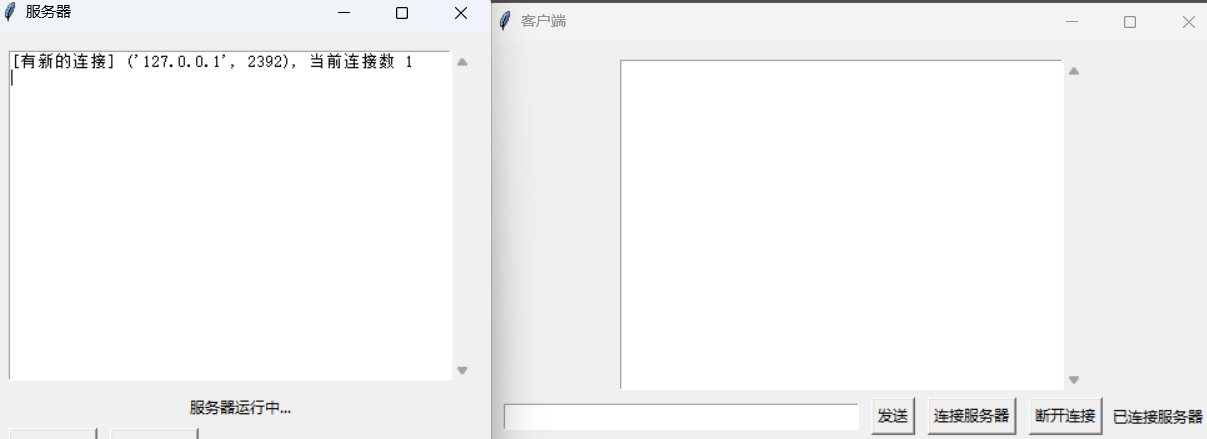 服务器
[有新的连接] ('127.0.0.1', 2392), 当前连接数 1
服务器运行中...
客户端
发送
连接服务器
断开连接
已连接服务器